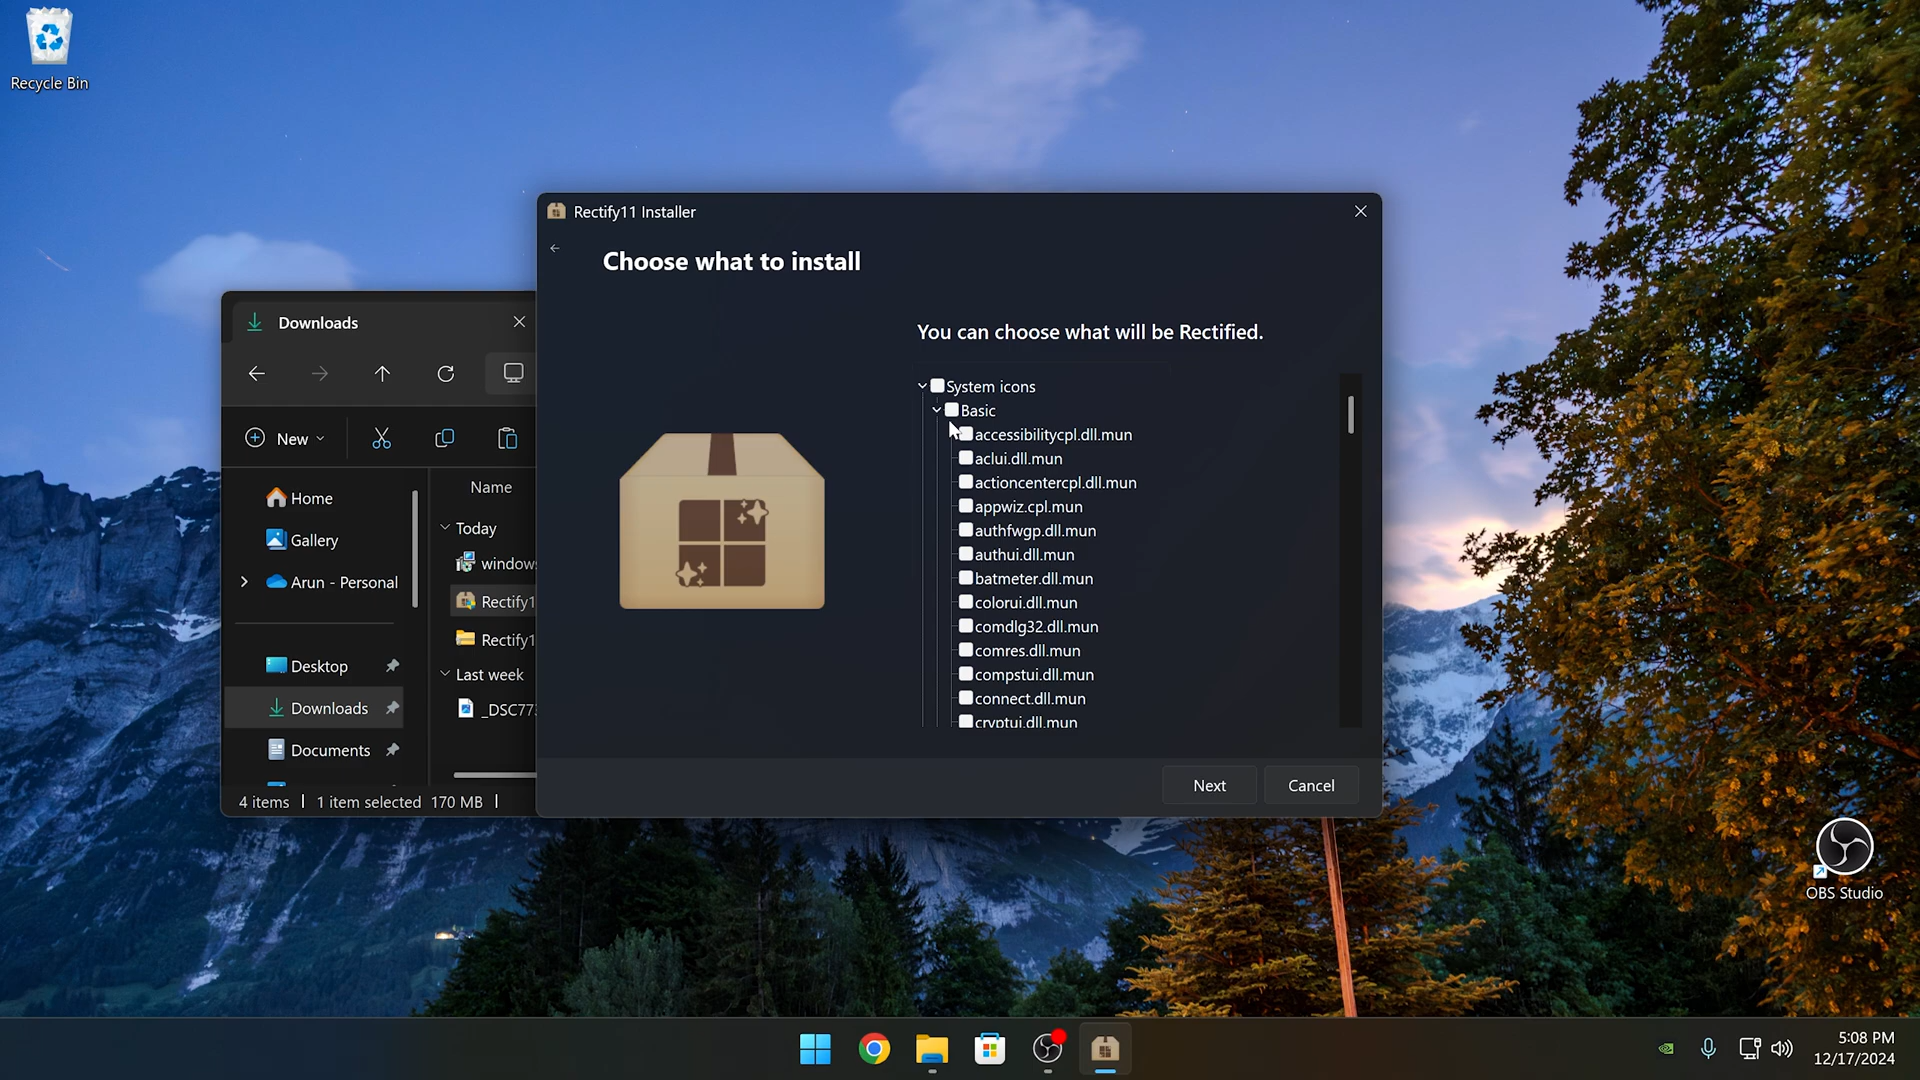 Recycle Bin
Rectify11 Installer
Choose what to install
You can choose what will be Rectified.
System icons
Basic
accessibilitycpl.dll.mun
aclui.dll.mun
actioncentercpl.dll.mun
appwiz.cpl.mun
authfwgp.dll.mun
authui.dll.mun
batmeter.dll.mun
colorui.dll.mun
comdlg32.dll.mun
comres.dll.mun
compstui.dll.mun
connect.dll.mun
cryptui.dll.mun
Next
Cancel
Downloads
New
Name
Home
Gallery
Arun - Personal
Desktop
Downloads
Documents
Today
window
Rectify1
Rectify1
Last week
_DSC77
4 items
1 item selected 170 MB
OBS Studio
5:08 PM
12/17/2024